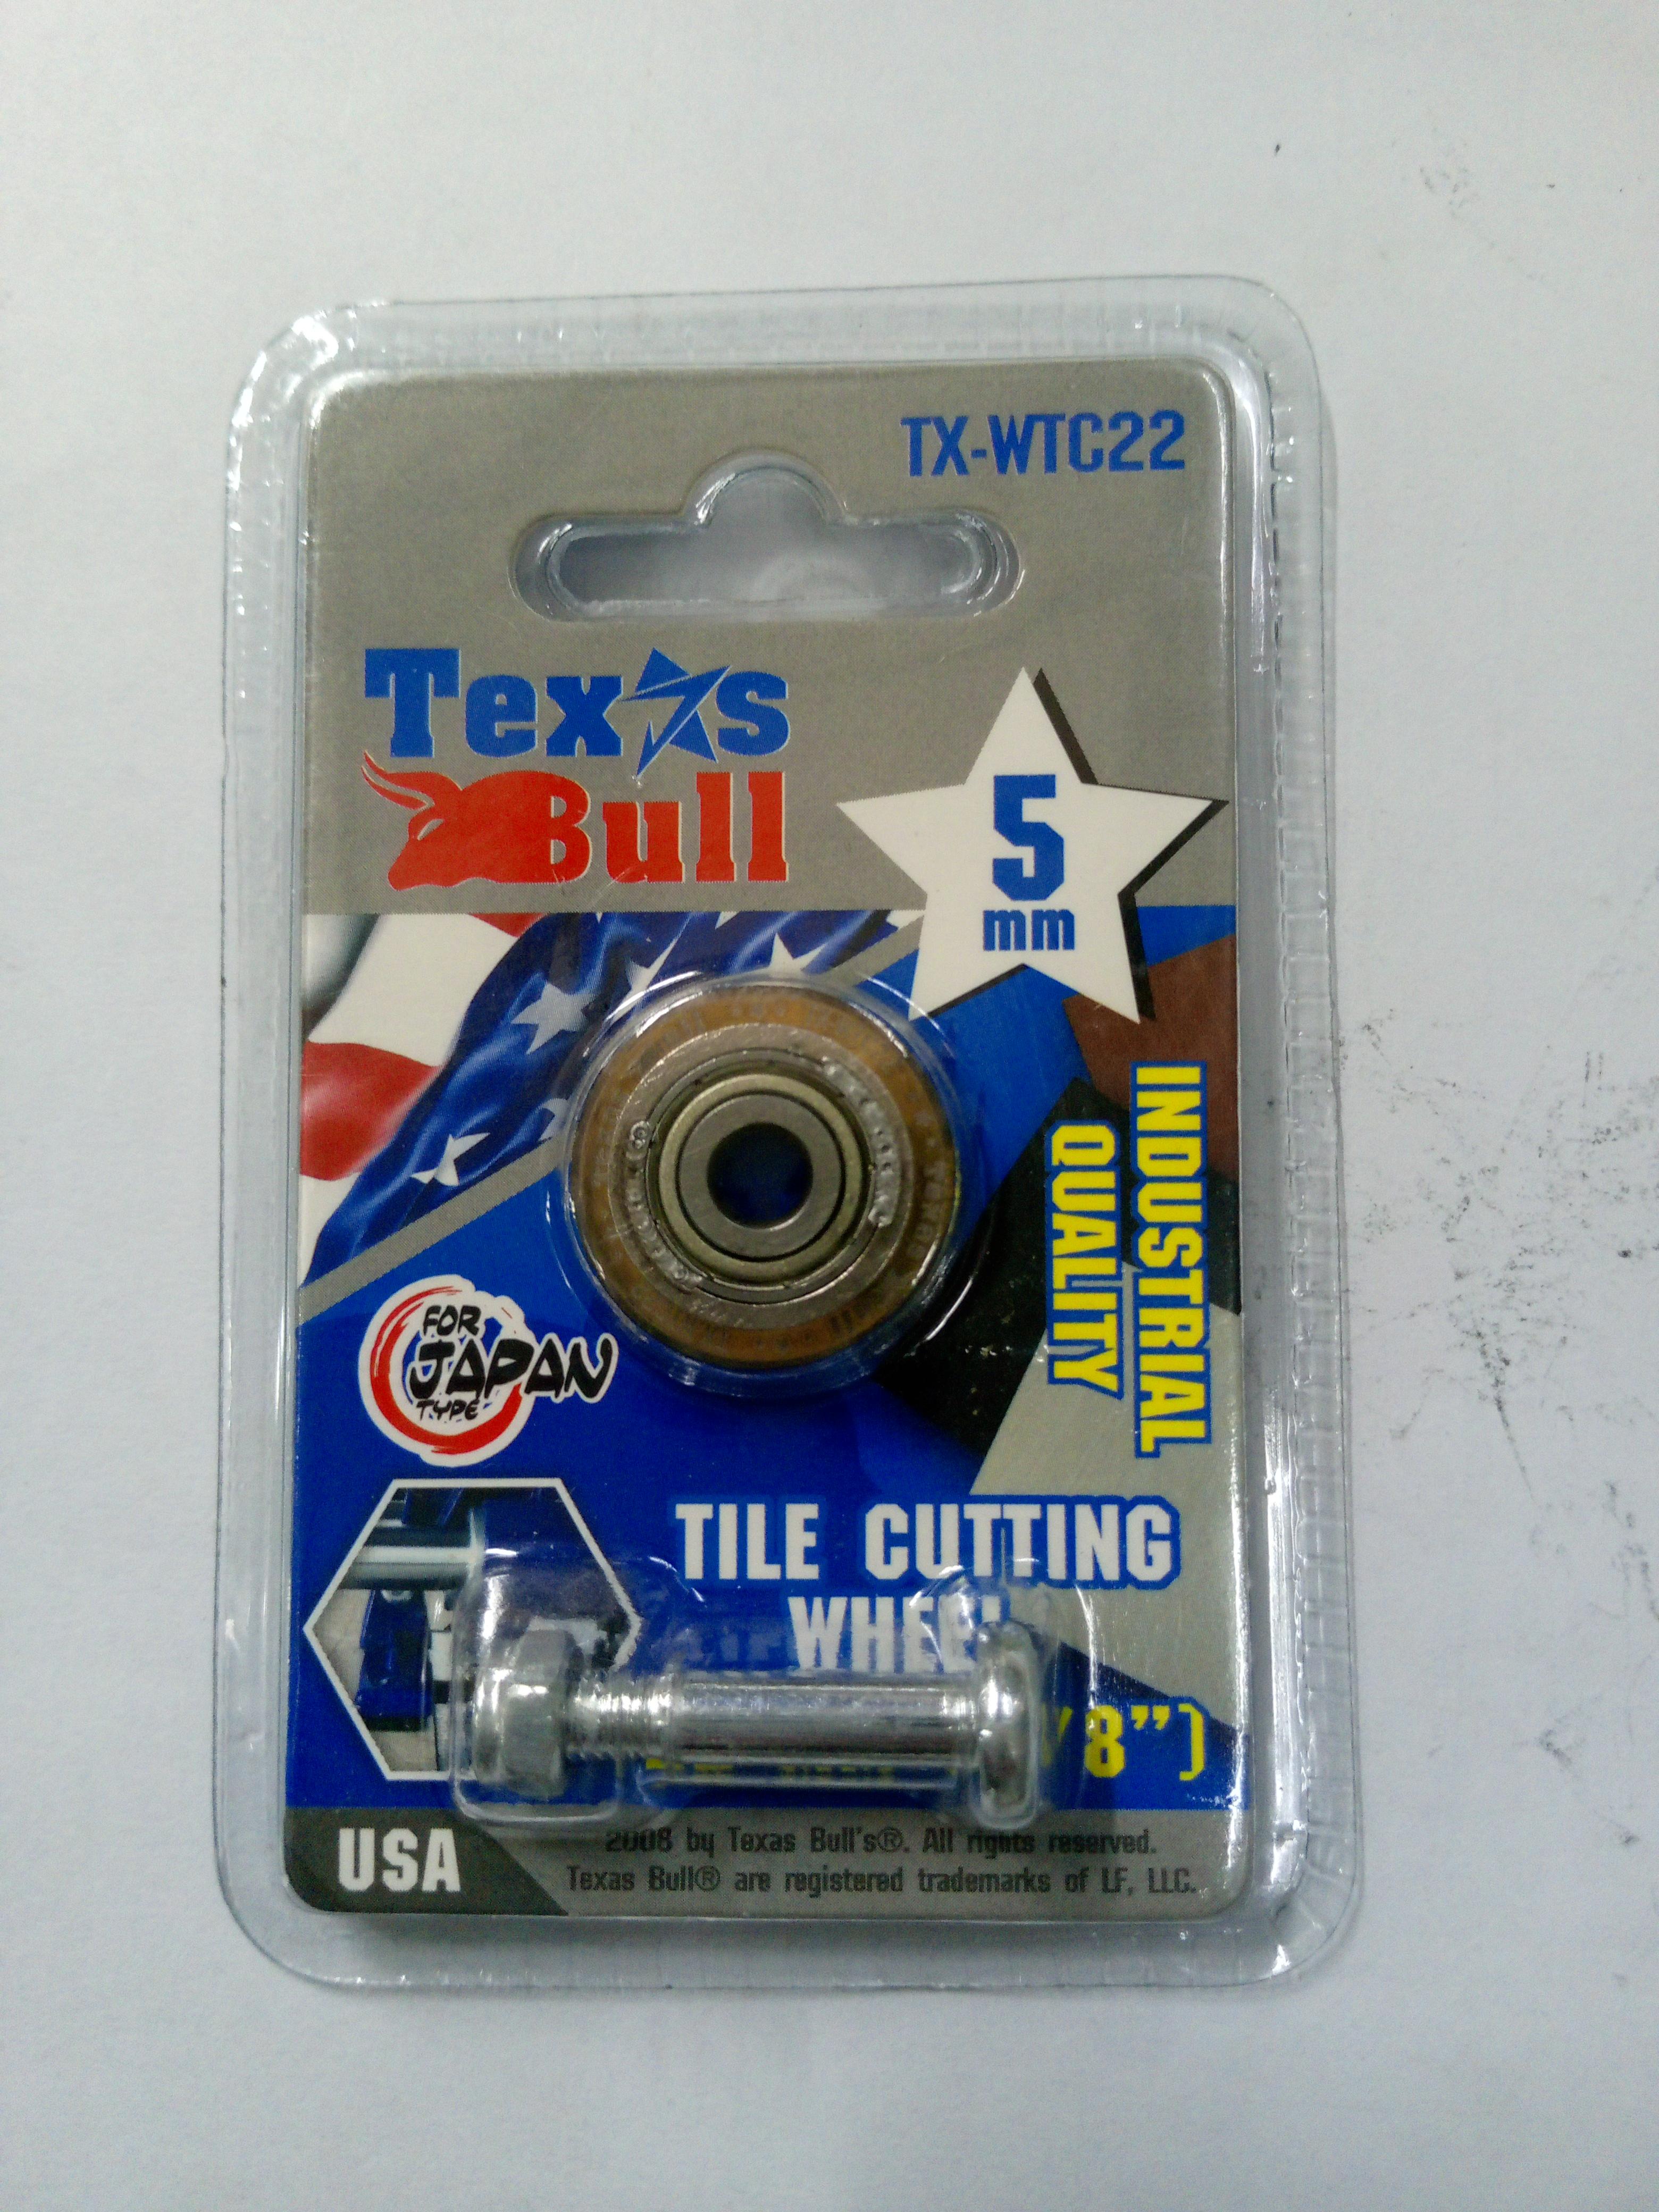 TX-WTC22
Texas
Bull
5
mm
INDUSTRIAL
QUALITY
FOR
JAPAN
TYPE
TILE CUTTING
WHEEL
/8")
USA
2008 by Texas Bull's®. All rights reserved.
Texas Bull® are registered trademarks of LF, LLC.